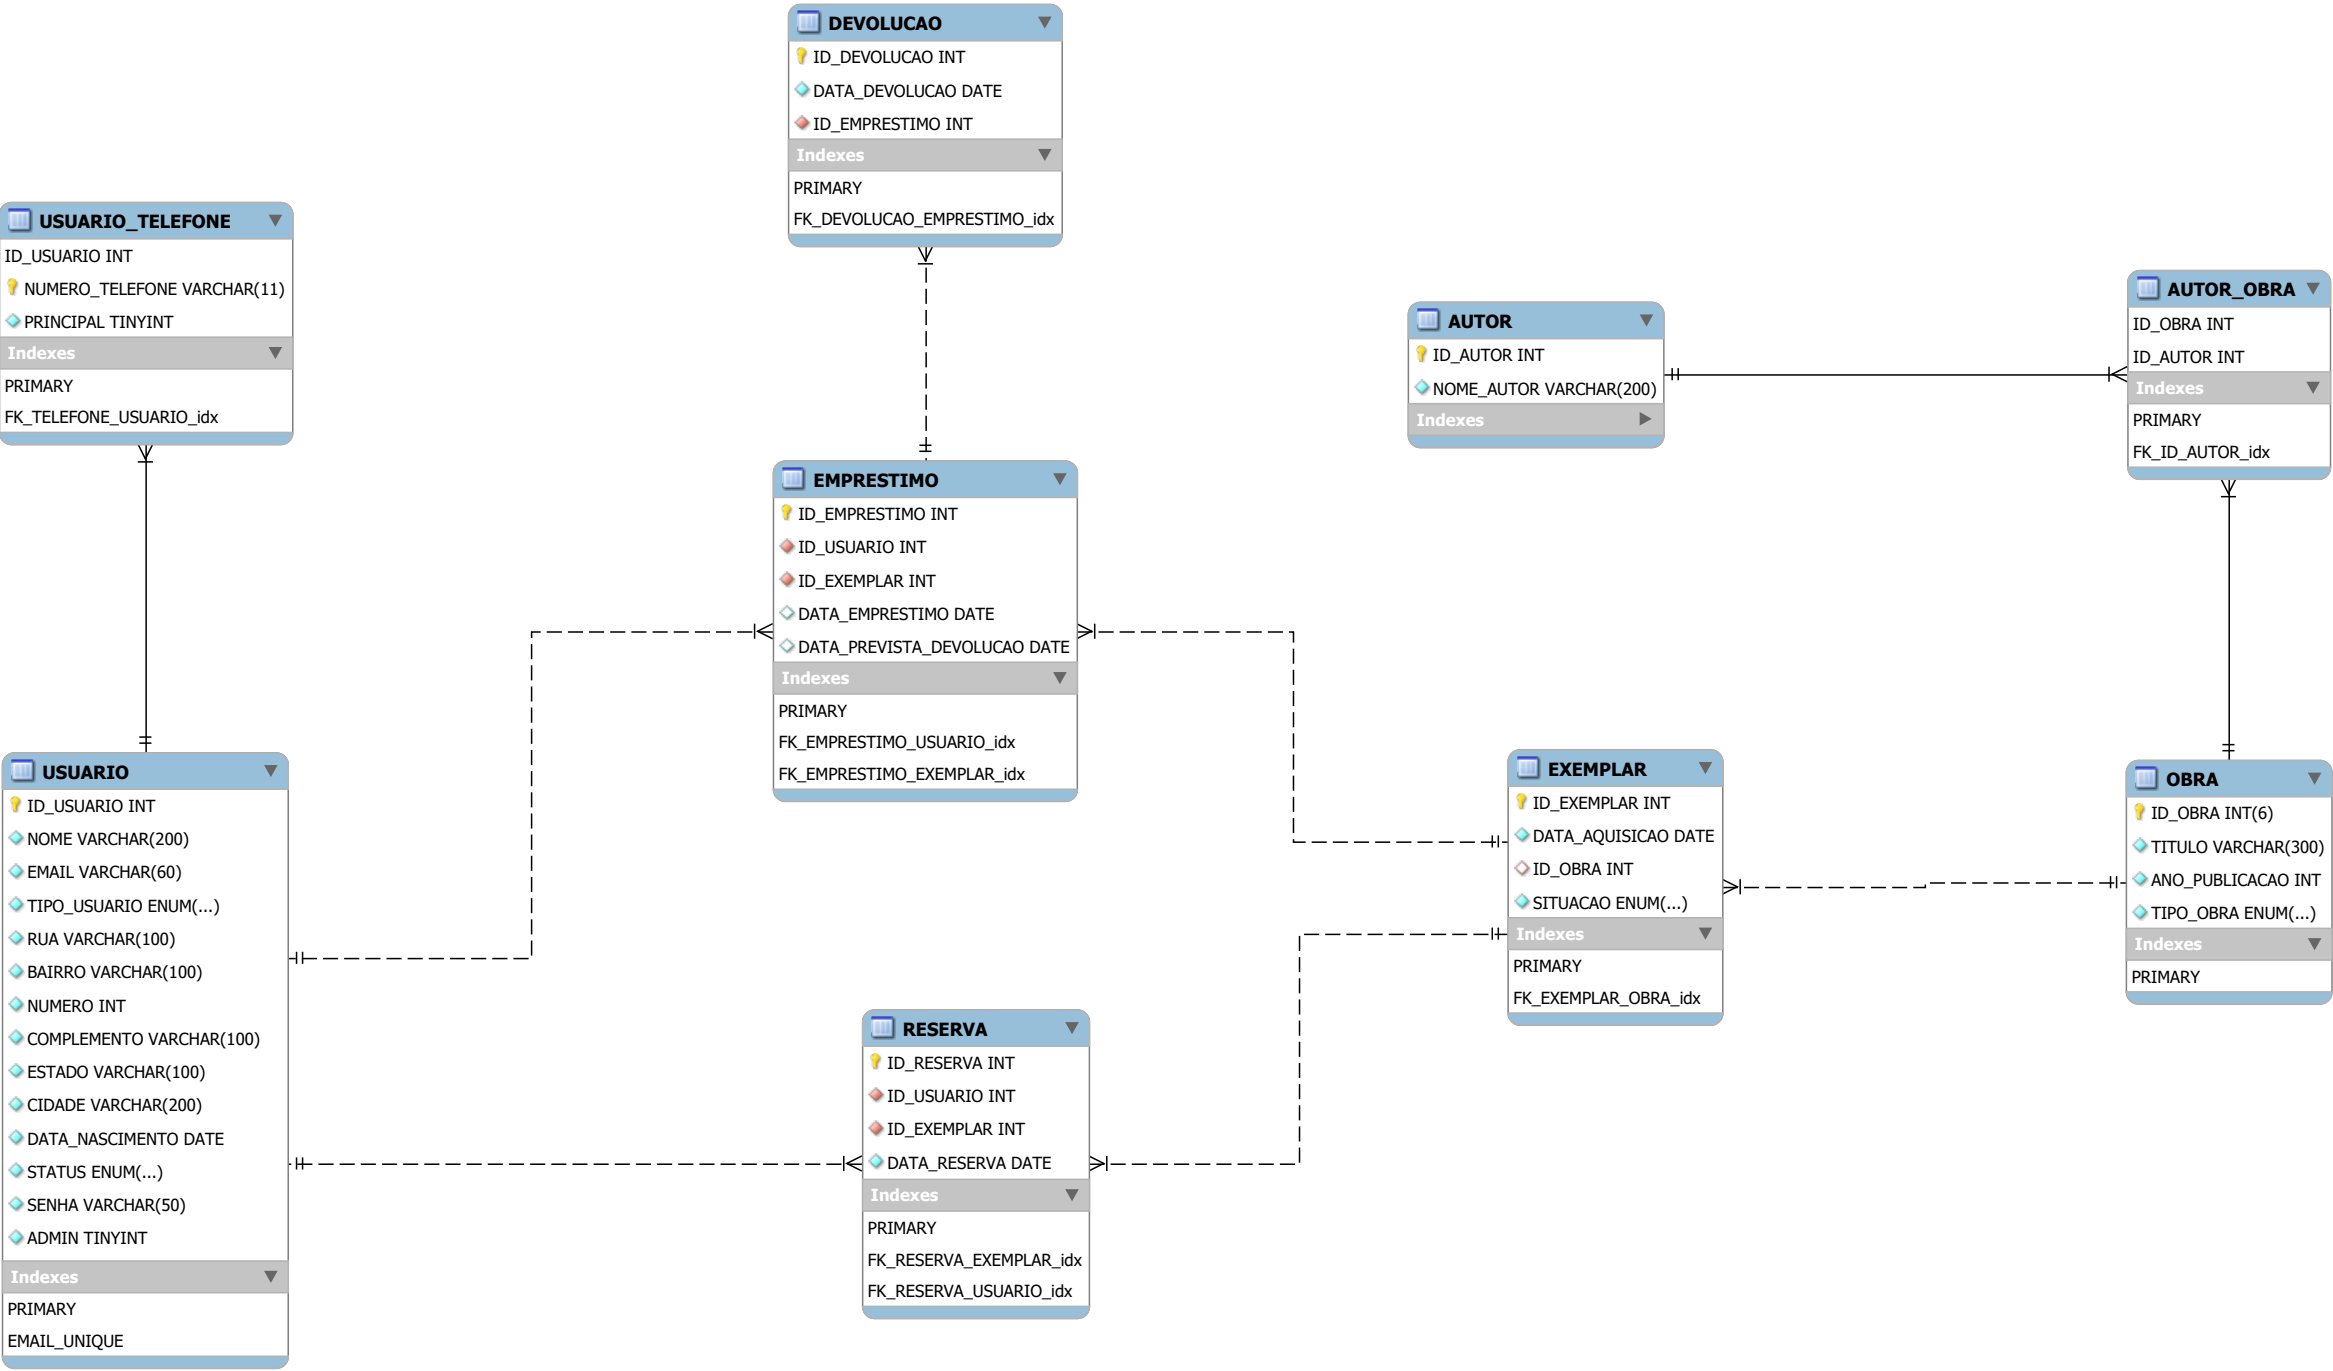 DEVOLUCAO
ID_DEVOLUCAO INT
DATA_DEVOLUCAO DATE
ID_EMPRESTIMO INT
Indexes
PRIMARY
FK_DEVOLUCAO_EMPRESTIMO_idx
USUARIO_TELEFONE
ID_USUARIO INT
NUMERO_TELEFONE VARCHAR(11)
PRINCIPAL TINYINT
Indexes
PRIMARY
FK_TELEFONE_USUARIO_idx
AUTOR
ID_AUTOR INT
NOME_AUTOR VARCHAR(200)
Indexes
AUTOR_OBRA
ID_OBRA INT
ID_AUTOR INT
Indexes
PRIMARY
FK_ID_AUTOR_idx
EMPRESTIMO
ID_EMPRESTIMO INT
ID_USUARIO INT
ID_EXEMPLAR INT
DATA_EMPRESTIMO DATE
DATA_PREVISTA_DEVOLUCAO DATE
Indexes
PRIMARY
FK_EMPRESTIMO_USUARIO_idx
FK_EMPRESTIMO_EXEMPLAR_idx
USUARIO
ID_USUARIO INT
NOME VARCHAR(200)
EMAIL VARCHAR(60)
TIPO_USUARIO ENUM(...)
RUA VARCHAR(100)
BAIRRO VARCHAR(100)
NUMERO INT
COMPLEMENTO VARCHAR(100)
ESTADO VARCHAR(100)
CIDADE VARCHAR(200)
DATA_NASCIMENTO DATE
STATUS ENUM(...)
SENHA VARCHAR(50)
ADMIN TINYINT
Indexes
PRIMARY
EMAIL_UNIQUE
EXEMPLAR
ID_EXEMPLAR INT
DATA_AQUISICAO DATE
ID_OBRA INT
SITUACAO ENUM(...)
Indexes
PRIMARY
FK_EXEMPLAR_OBRA_idx
OBRA
ID_OBRA INT(6)
TITULO VARCHAR(300)
ANO_PUBLICACAO INT
TIPO_OBRA ENUM(...)
Indexes
PRIMARY
RESERVA
ID_RESERVA INT
ID_USUARIO INT
ID_EXEMPLAR INT
DATA_RESERVA DATE
Indexes
PRIMARY
FK_RESERVA_EXEMPLAR_idx
FK_RESERVA_USUARIO_idx